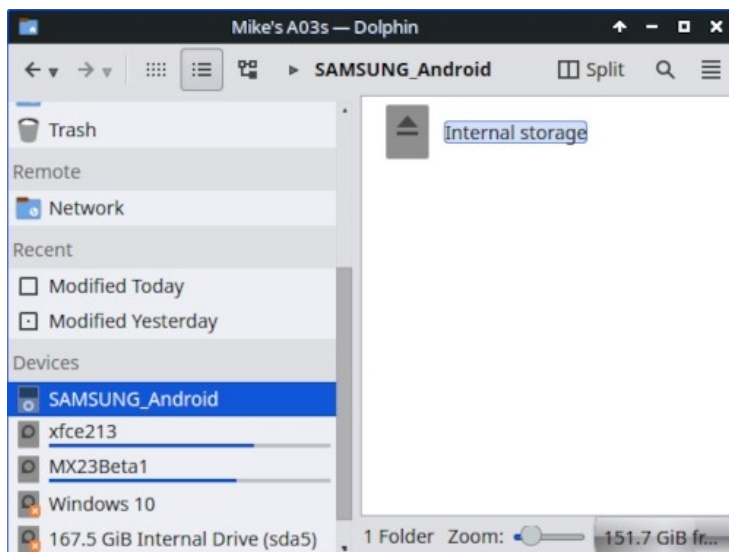 Mike's A03s — Dolphin
SAMSUNG_Android
Split
Trash
Remote
Network
Recent
Modified Today
Modified Yesterday
Devices
SAMSUNG_Android
xfce213
MX23Beta1
Windows 10
167.5 GiB Internal Drive (sda5)
Internal storage
1 Folder Zoom: 151.7 GiB fr...